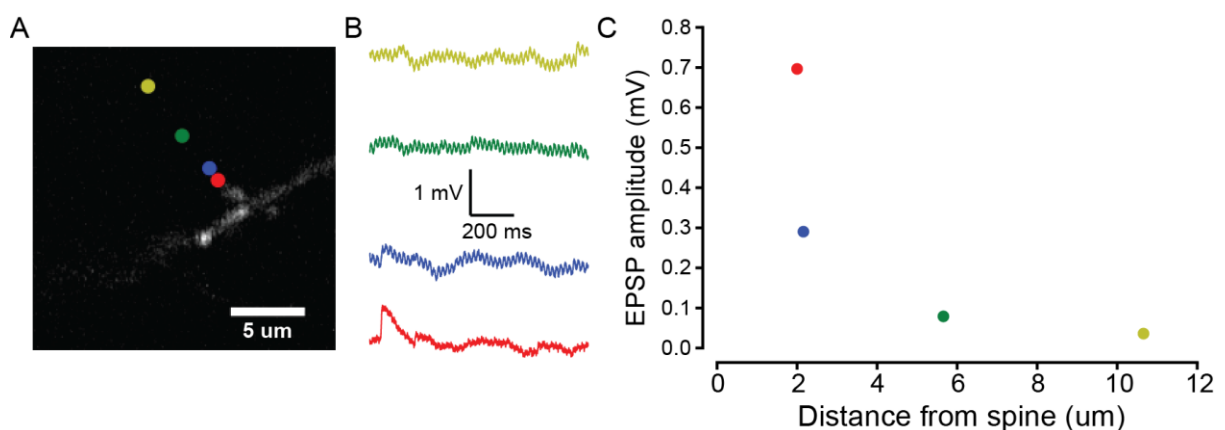 A
5 um
B
1 mV
200 ms
C
EPSP amplitude (mV)
0.8
0.7
0.6
0.5
0.4
0.3
0.2
0.1
0.0
0 2 4 6 8 10 12
Distance from spine (um)